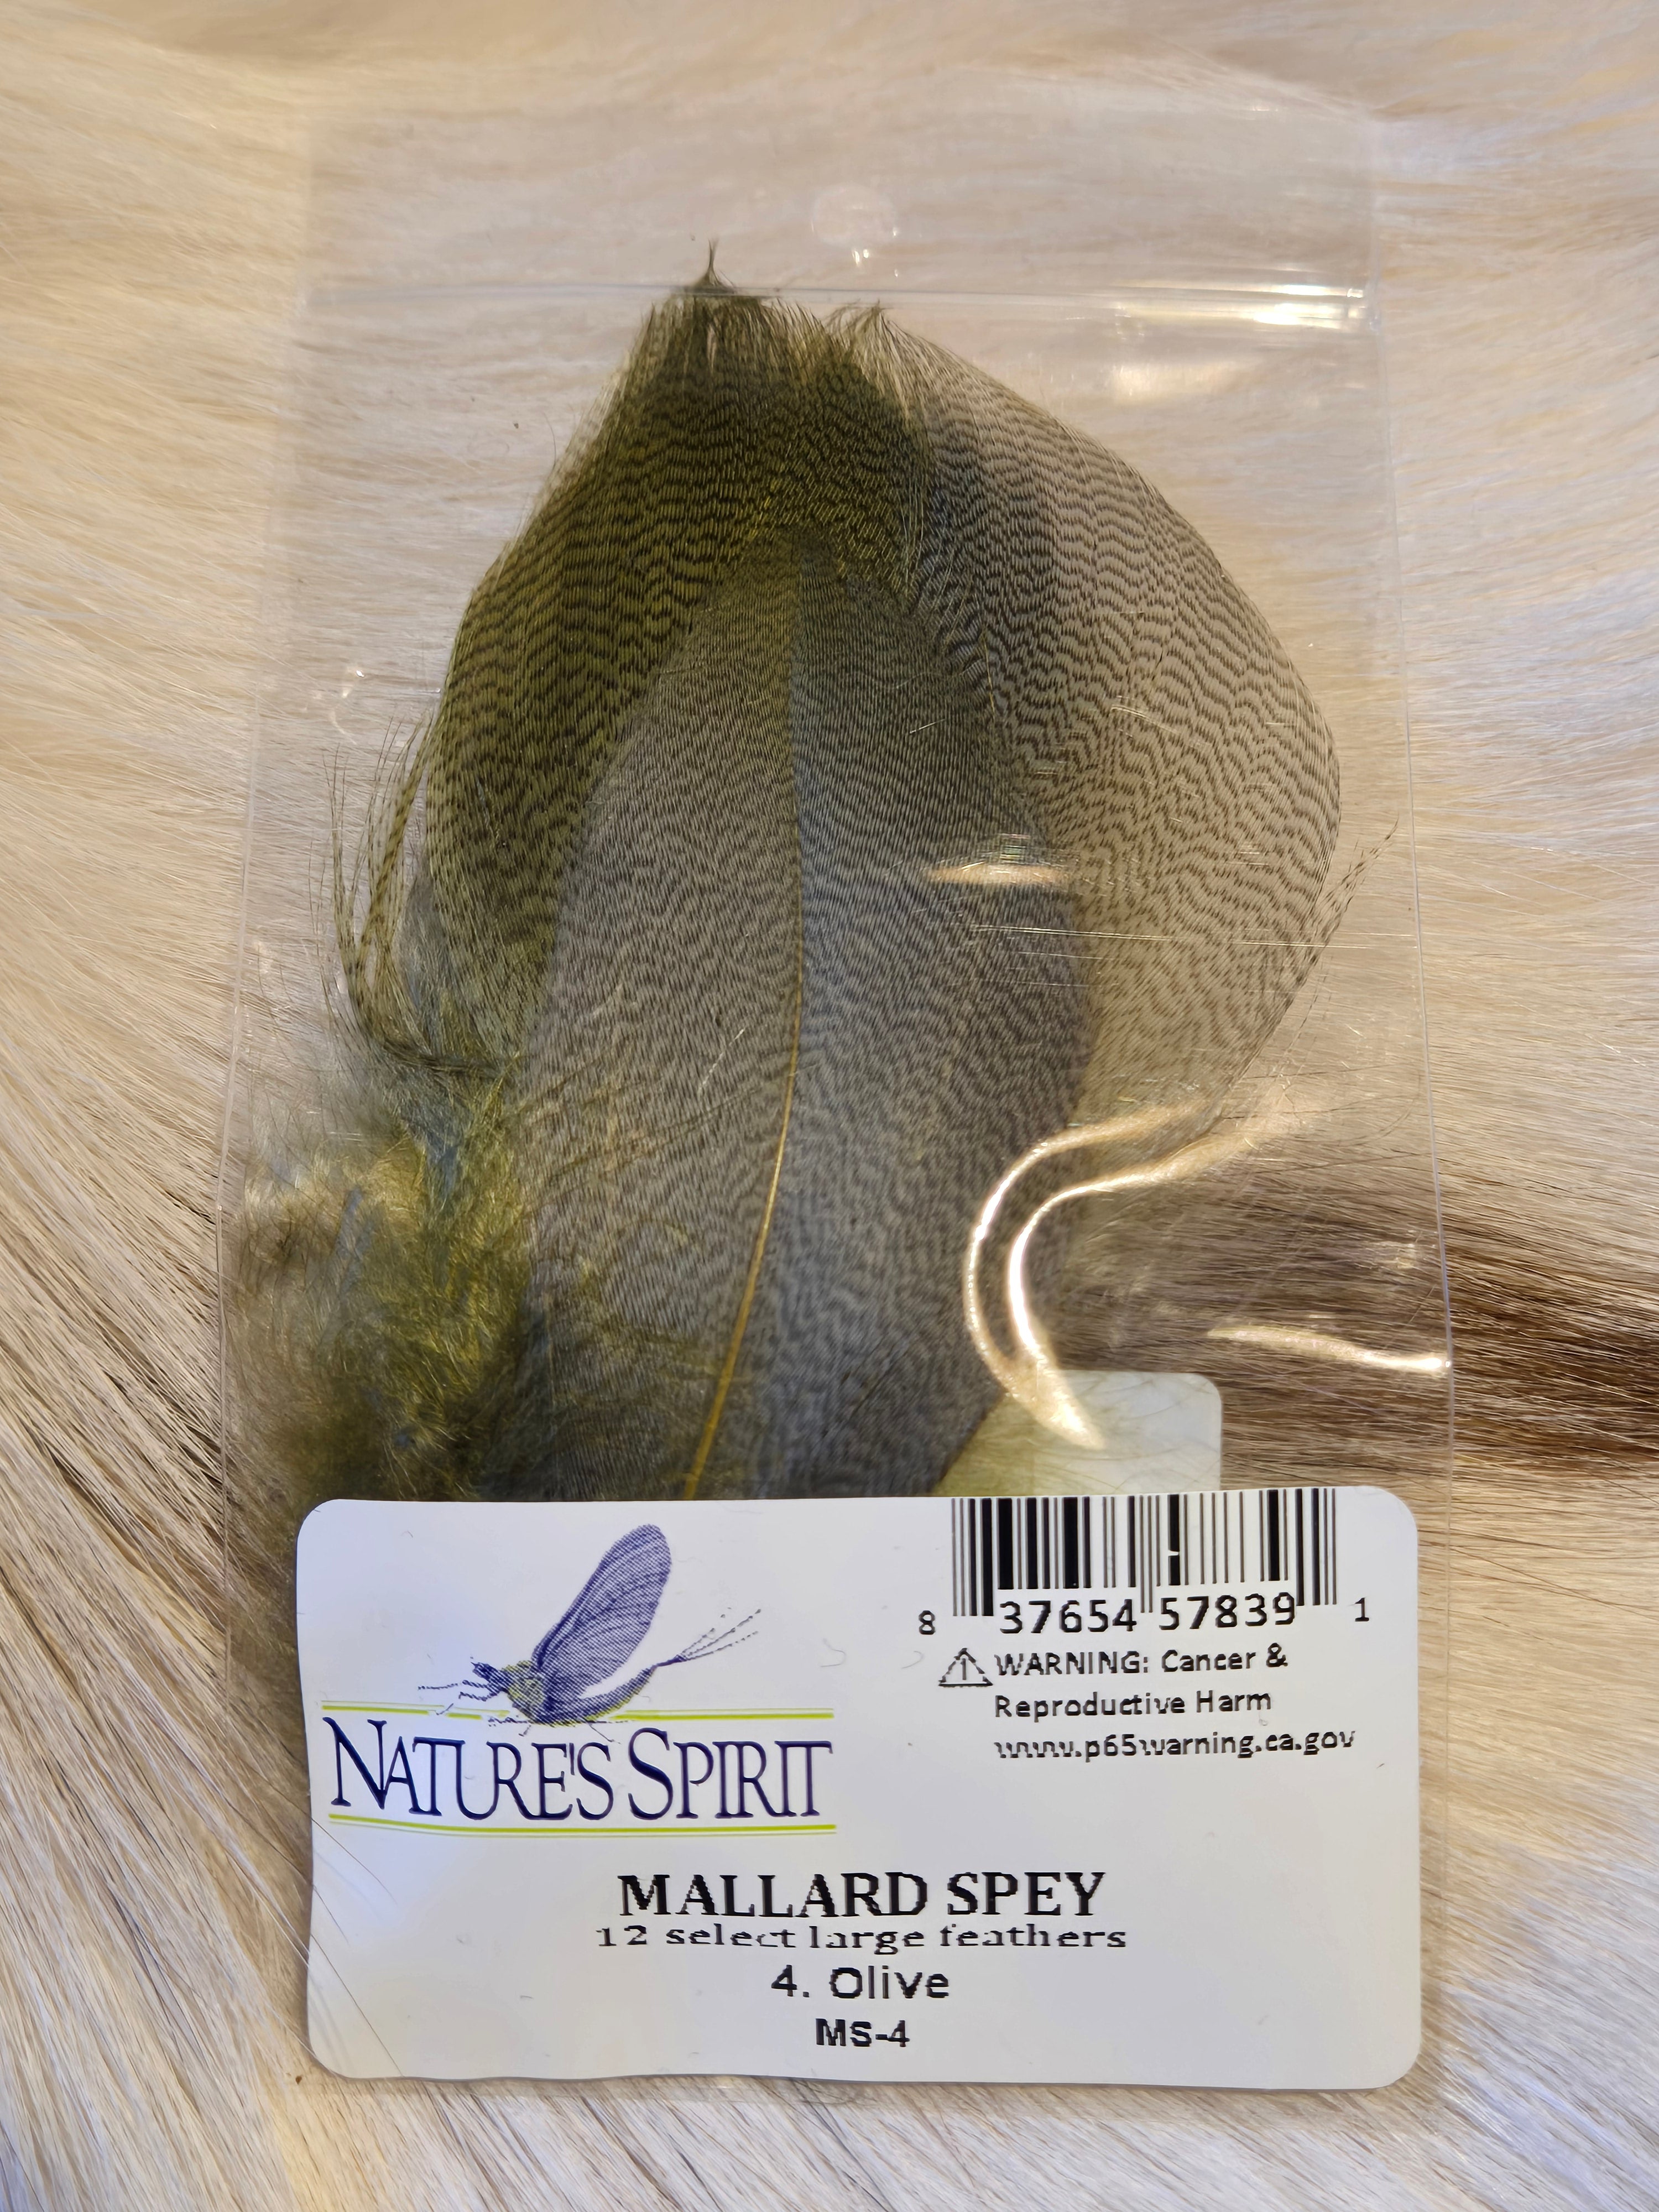 8 37654 57839 1
WARNING: Cancer &
Reproductive Harm
www.p65warning.ca.gov
NATURE'S SPIRIT
MALLARD SPEY
12 select large feathers
4. Olive
MS-4